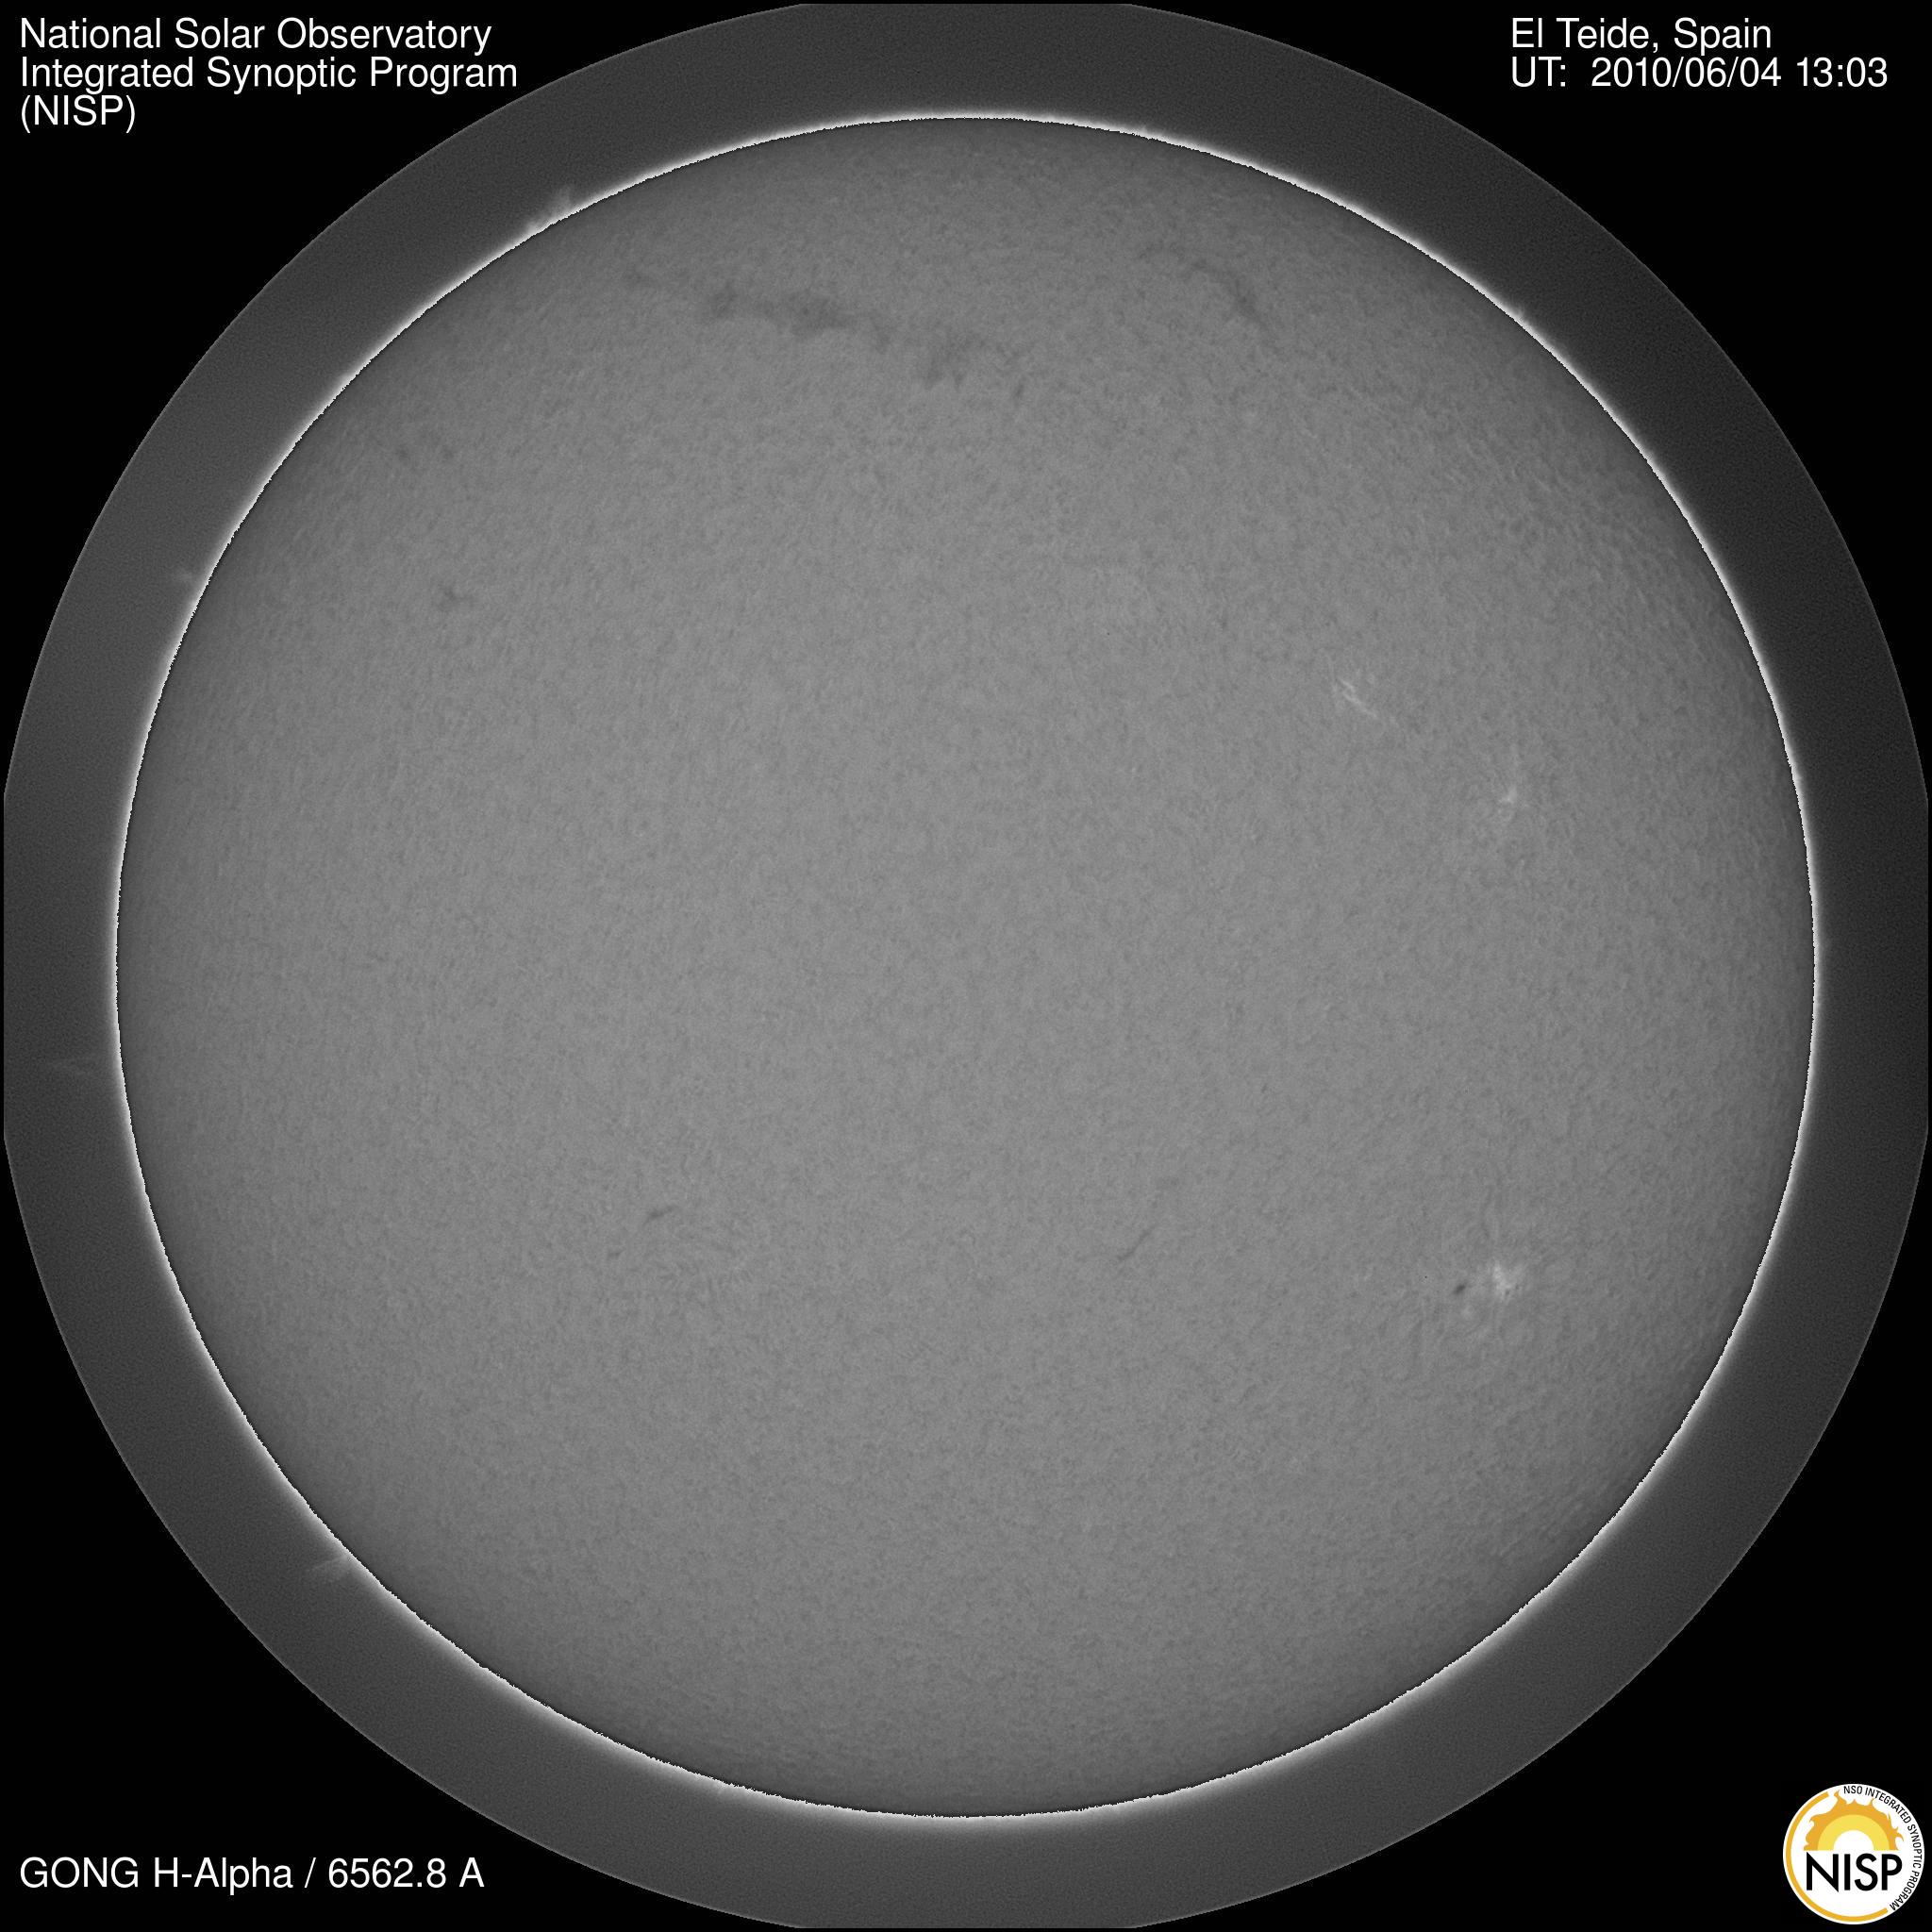 National Solar Observatory
Integrated Synoptic Program
(NISP)
El Teide, Spain
UT:  2010/06/04 13:03
GONG H-Alpha / 6562.8 A
NSO INTEGRATED SYNOPTIC PROGRAM
NISP